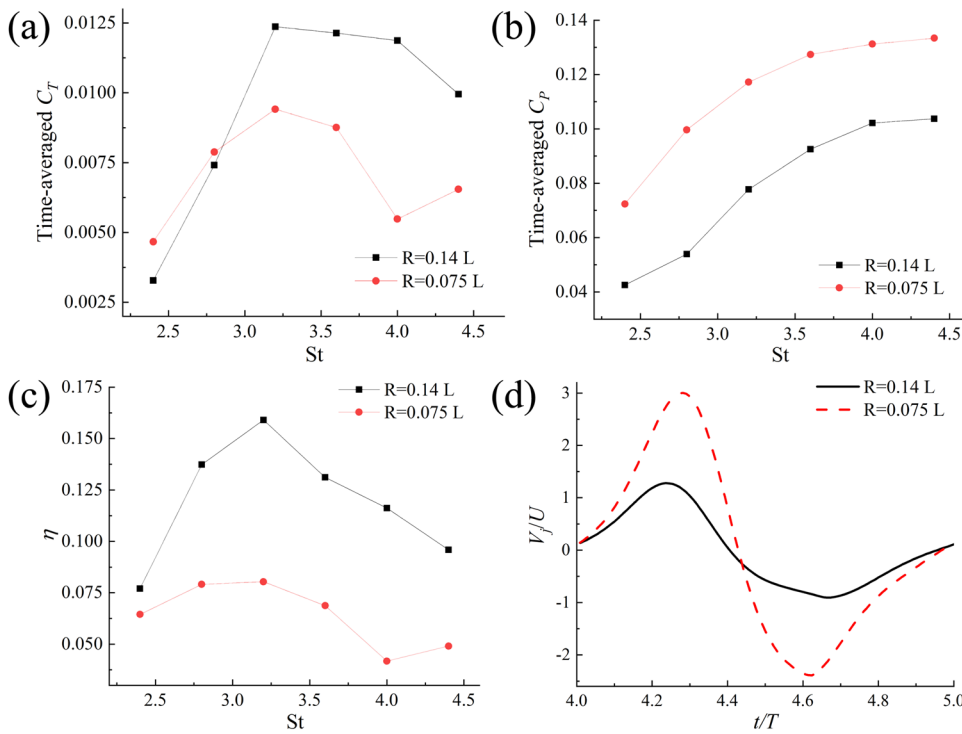 (a)
Time-averaged C_T
0.0125
0.0100
0.0075
0.0050
0.0025
2.5 3.0 3.5 4.0 4.5
St
R=0.14 L
R=0.075 L
(b)
Time-averaged C_P
0.14
0.12
0.10
0.08
0.06
0.04
2.5 3.0 3.5 4.0 4.5
St
R=0.14 L
R=0.075 L
(c)
η
0.175
0.150
0.125
0.100
0.075
0.050
2.5 3.0 3.5 4.0 4.5
St
R=0.14 L
R=0.075 L
(d)
V_j/U
3
2
1
0
-1
-2
4.0 4.2 4.4 4.6 4.8 5.0
t/T
R=0.14 L
R=0.075 L